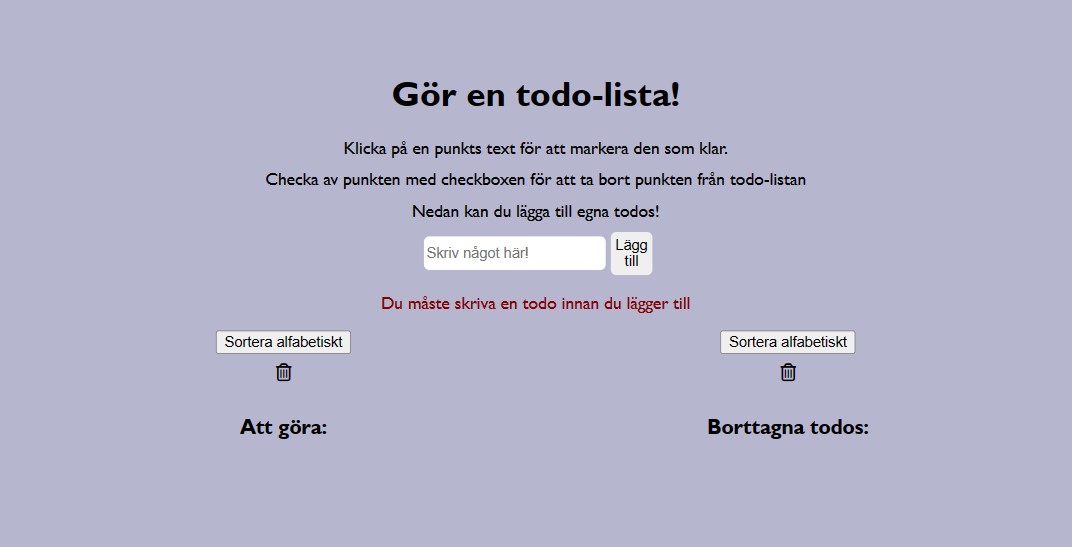 Gör en todo-lista!
Klicka på en punkts text för att markera den som klar.
Checka av punkten med checkboxen för att ta bort punkten från todo-listan
Nedan kan du lägga till egna todos!
Skriv något här!
Lägg
till
Du måste skriva en todo innan du lägger till
Sortera alfabetiskt
Sortera alfabetiskt
Att göra:
Borttagna todos: